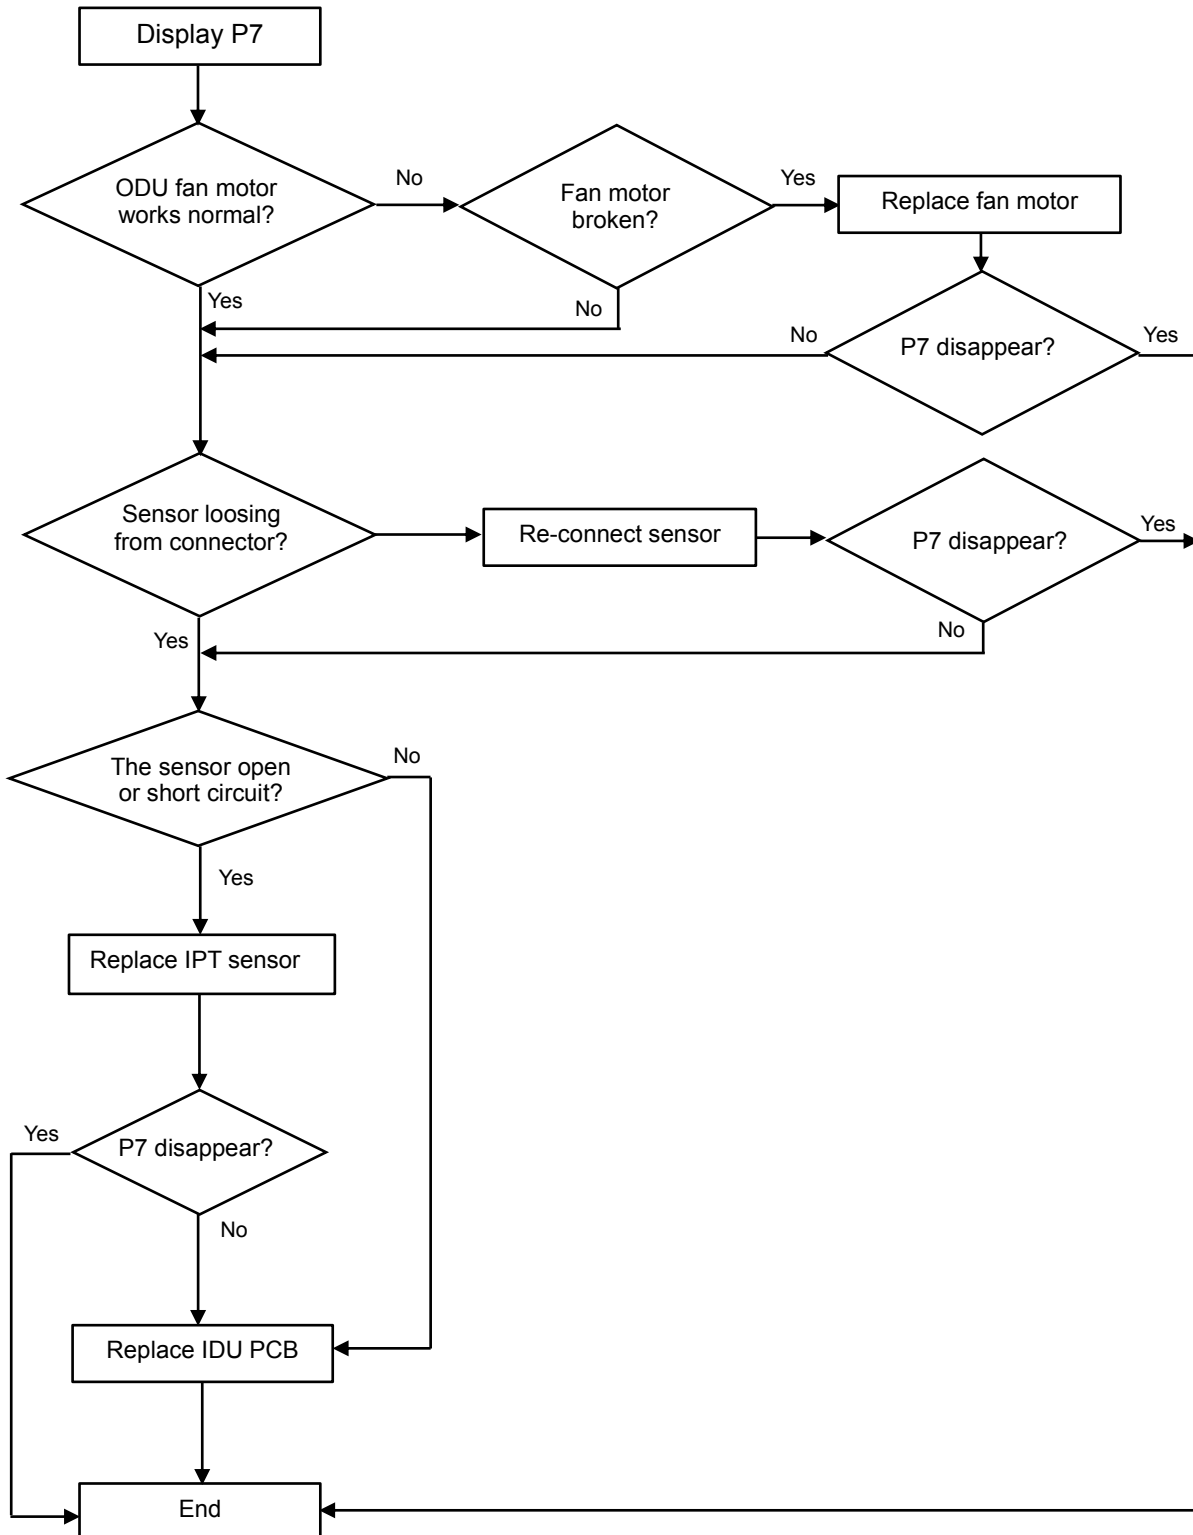 Display P7
ODU fan motor
works normal?
No
Fan motor
broken?
Yes
Replace fan motor
Yes
No
No
P7 disappear?
Yes
Sensor loosing
from connector?
Re-connect sensor
P7 disappear?
Yes
Yes
No
The sensor open
or short circuit?
No
Yes
Replace IPT sensor
Yes
P7 disappear?
No
Replace IDU PCB
End